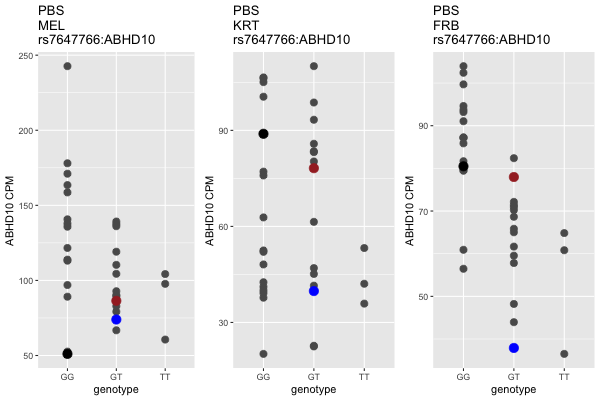 PBS
MEL
rs7647766:ABHD10
250
200
150
100
50
ABHD10 CPM
GG
GT
TT
genotype
PBS
KRT
rs7647766:ABHD10
90
60
30
ABHD10 CPM
GG
GT
TT
genotype
PBS
FRB
rs7647766:ABHD10
90
70
50
ABHD10 CPM
GG
GT
TT
genotype